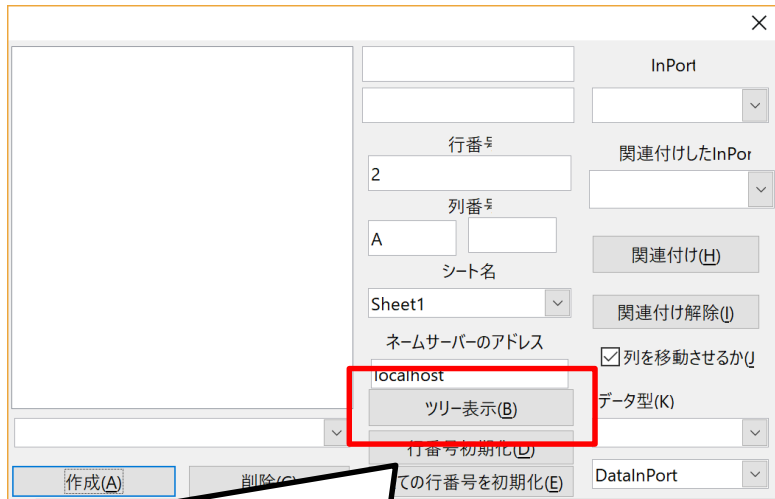 InPort
行番号
関連付けしたInPor
2
列番号
A
関連付け(H)
シート名
Sheet1
関連付け解除(I)
ネームサーバーのアドレス
列を移動させるか(J
localhost
ツリー表示(B)
データ型(K)
行番号初期化(D)
作成(A)
削除(C)
ての行番号を初期化(E)
DataInPort